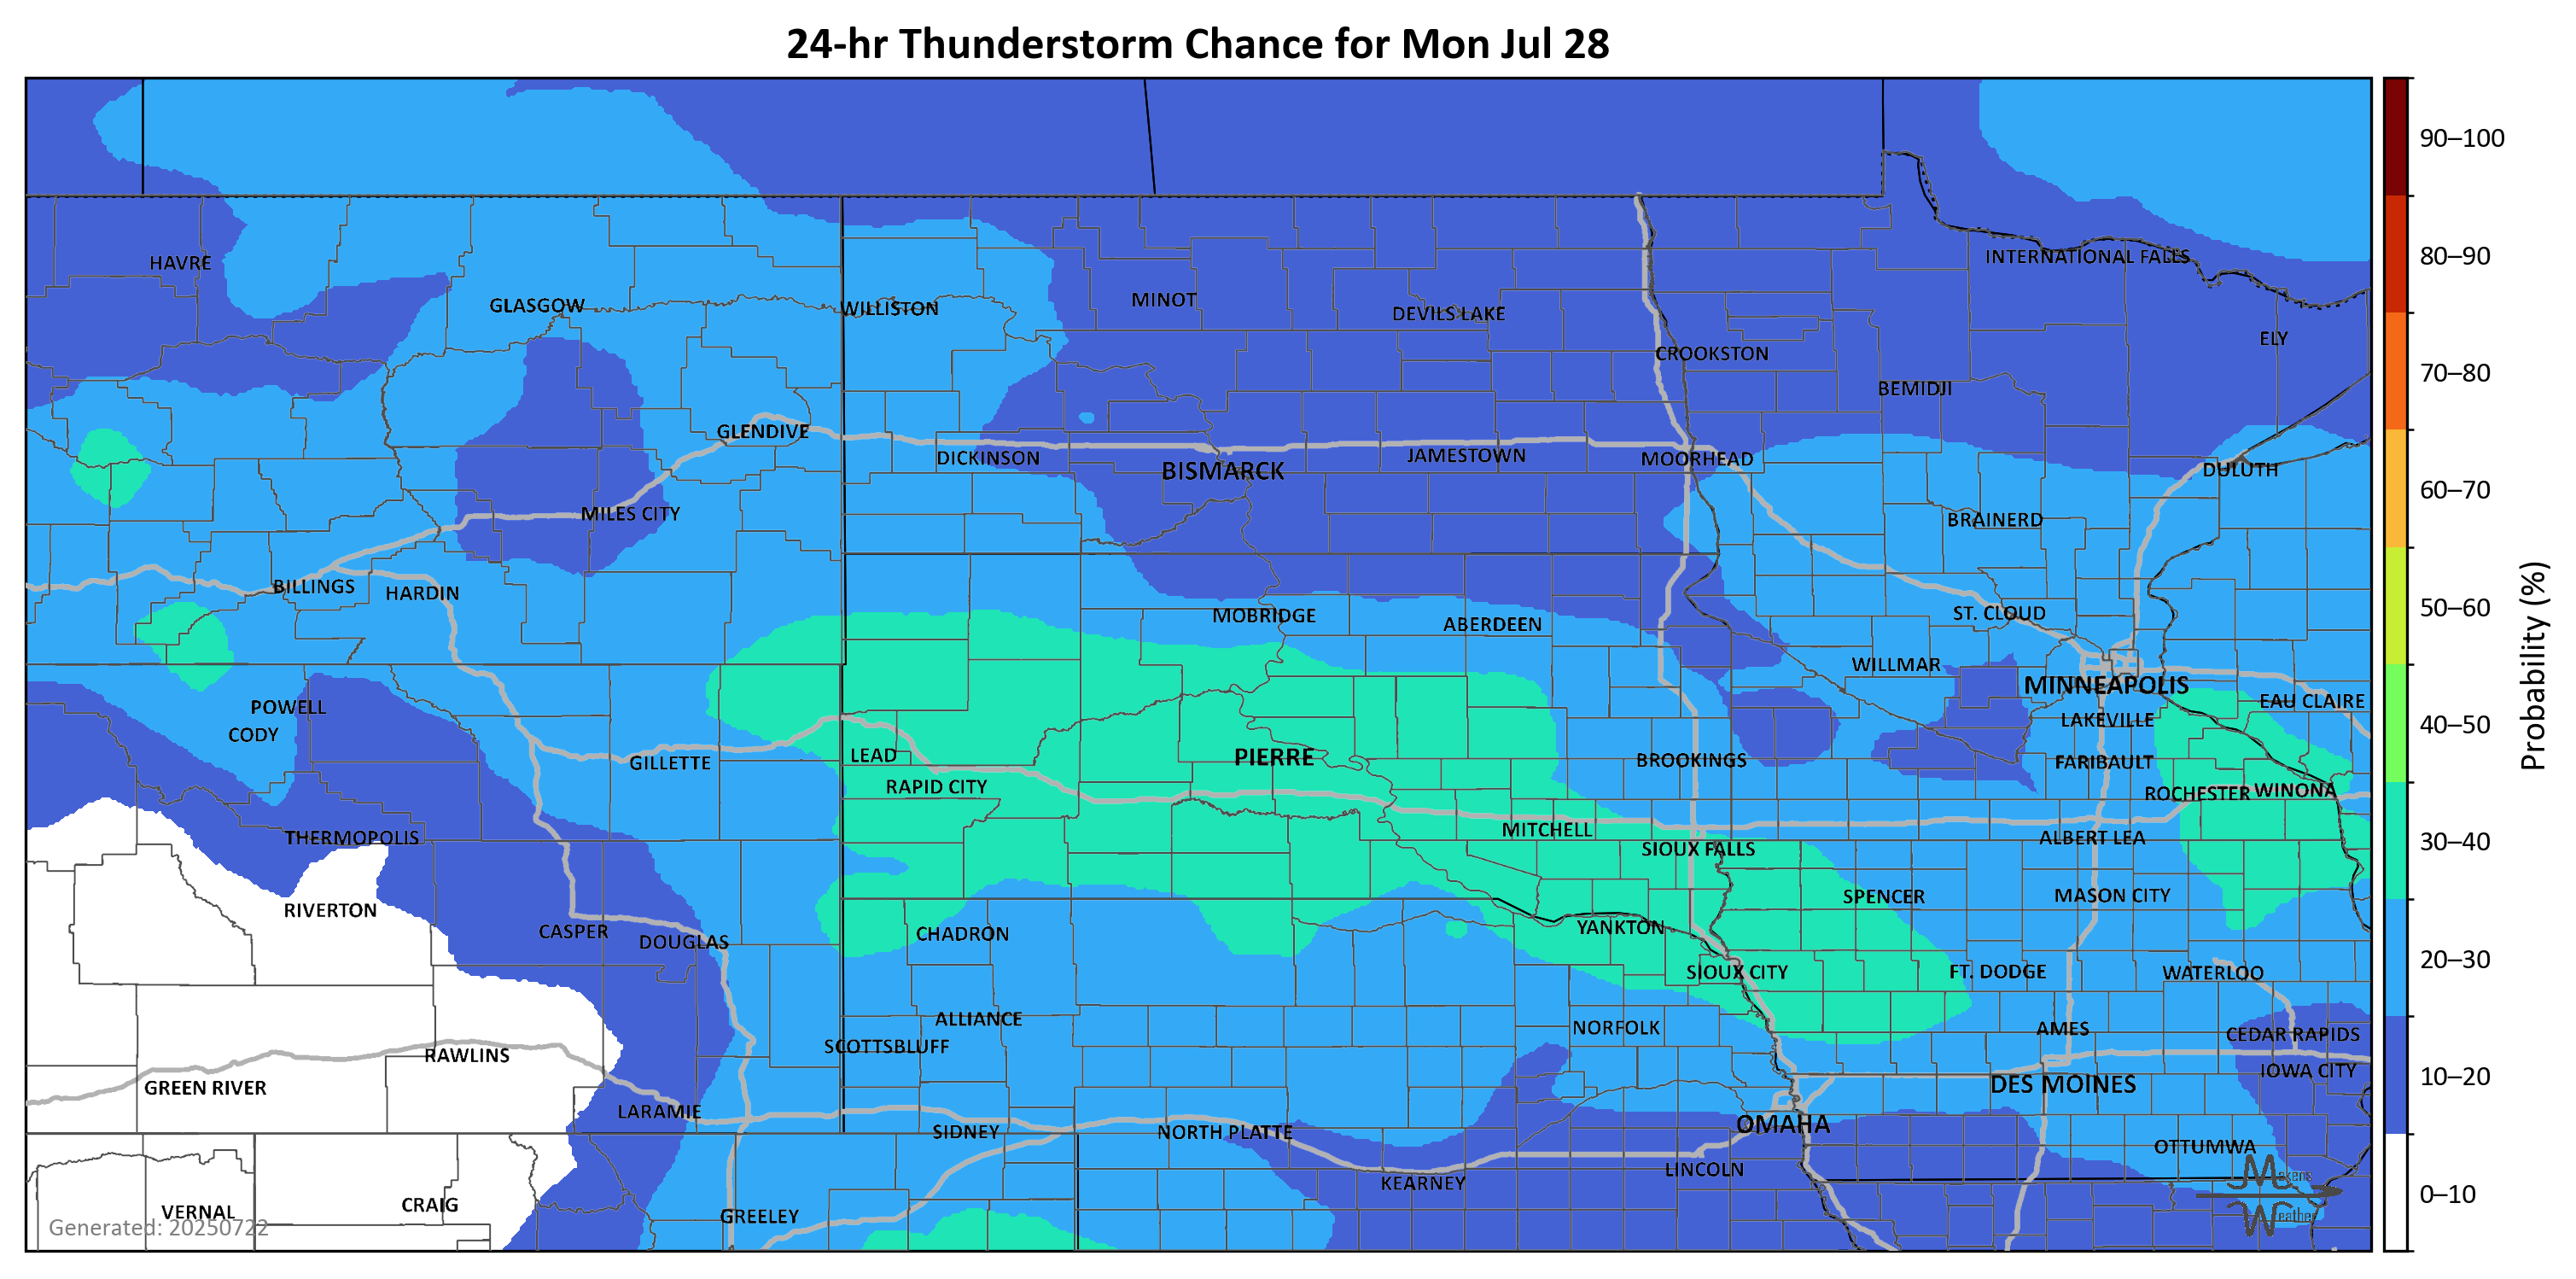 24-hr Thunderstorm Chance for Mon Jul 28
90–100
80–90
70–80
60–70
50–60
40–50
30–40
20–30
10–20
0–10
Probability (%)
HAVRE
INTERNATIONAL FALLS
GLASGOW
WILLISTON
MINOT
DEVILS LAKE
ELY
CROOKSTON
BEMIDJI
GLENDIVE
DICKINSON
BISMARCK
JAMESTOWN
MOORHEAD
DULUTH
MILES CITY
BRAINERD
BILLINGS
HARDIN
MOBRIDGE
ABERDEEN
ST. CLOUD
WILLMAR
MINNEAPOLIS
EAU CLAIRE
POWELL
CODY
LAKEVILLE
GILLETTE
LEAD
PIERRE
BROOKINGS
FARIBAULT
RAPID CITY
ROCHESTER
WINONA
THERMOPOLIS
MITCHELL
SIOUX FALLS
ALBERT LEA
RIVERTON
SPENCER
MASON CITY
CASPER
DOUGLAS
CHADRON
YANKTON
SIOUX CITY
FT. DODGE
WATERLOO
ALLIANCE
NORFOLK
AMES
CEDAR RAPIDS
SCOTTSBLUFF
RAWLINS
IOWA CITY
GREEN RIVER
DES MOINES
LARAMIE
OMAHA
SIDNEY
NORTH PLATTE
OTTUMWA
LINCOLN
KEARNEY
VERNAL
CRAIG
GREELEY
Generated: 20250722
Makens
Weather